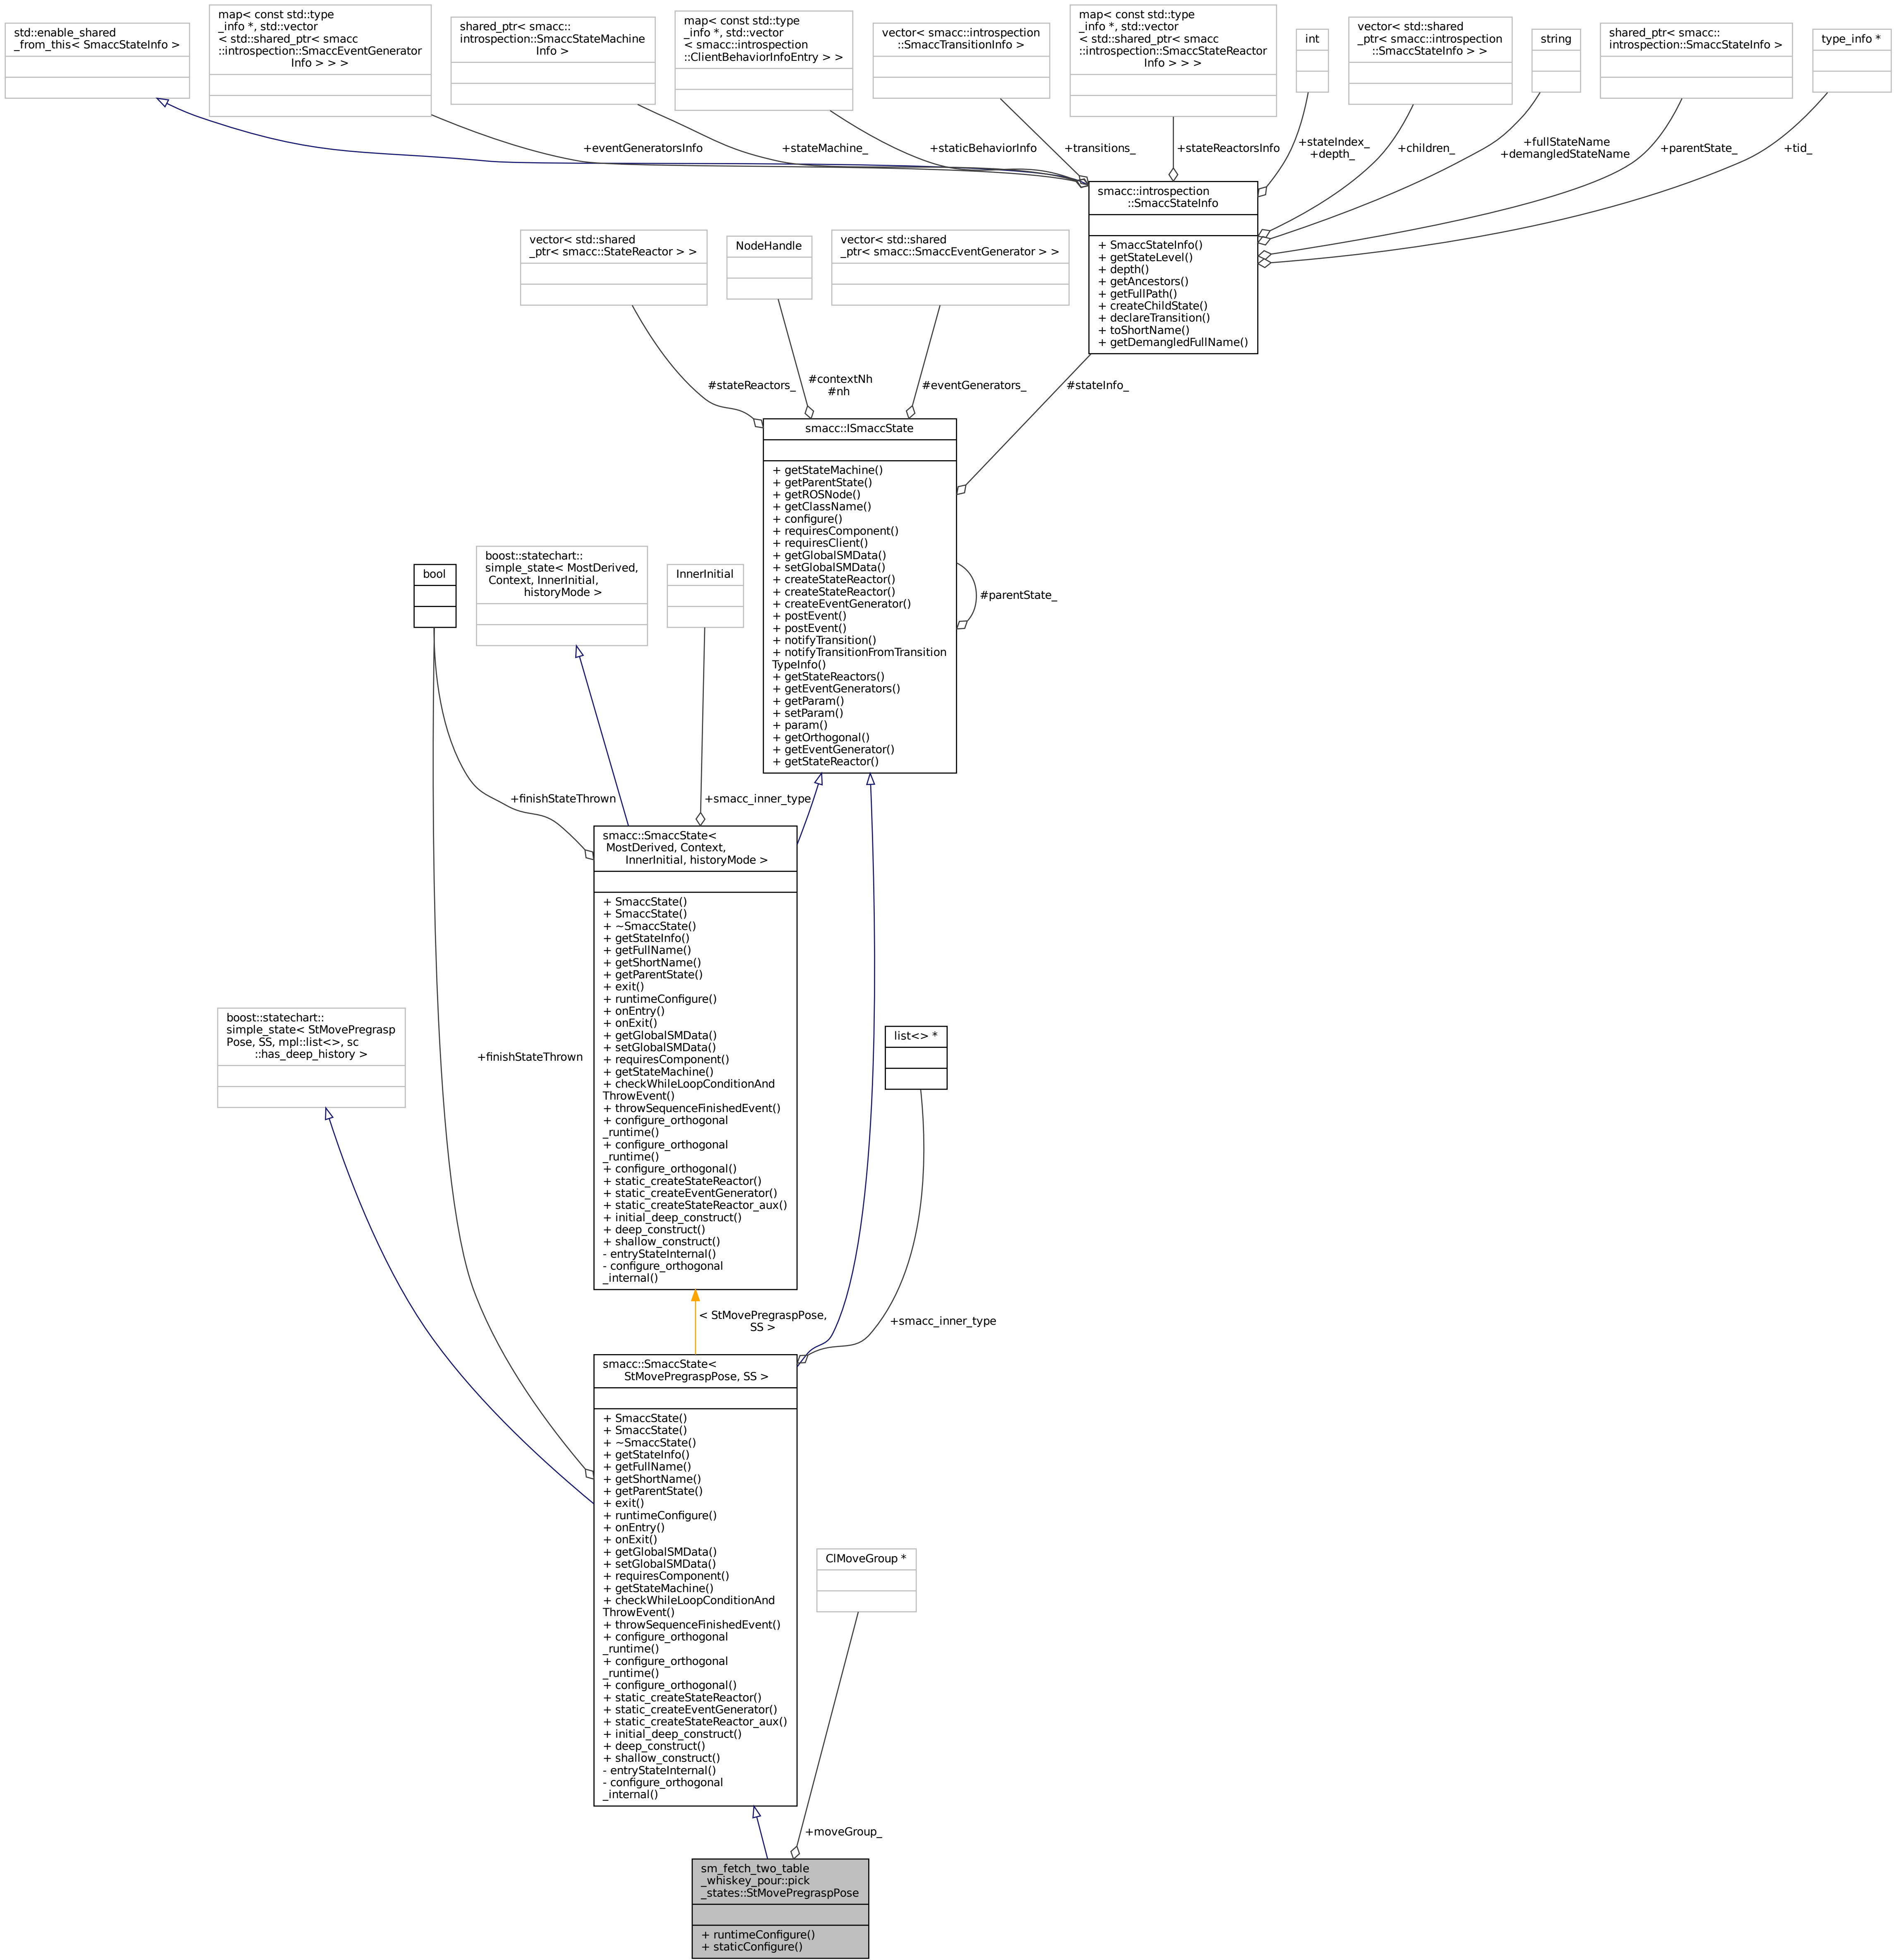 std::enable_shared
_from_this< SmaccStateInfo >
map< const std::type
_info *, std::vector
< std::shared_ptr< smacc
::introspection::SmaccEventGenerator
Info > > >
shared_ptr< smacc::
introspection::SmaccStateMachine
Info >
map< const std::type
_info *, std::vector
< smacc::introspection
::ClientBehaviorInfoEntry > >
vector< smacc::introspection
::SmaccTransitionInfo >
map< const std::type
_info *, std::vector
< std::shared_ptr< smacc
::introspection::SmaccStateReactor
Info > > >
int
vector< std::shared
_ptr< smacc::introspection
::SmaccStateInfo > >
string
shared_ptr< smacc::
introspection::SmaccStateInfo >
type_info *
+eventGeneratorsInfo
+stateMachine_
+staticBehaviorInfo
+transitions_
+stateReactorsInfo
+stateIndex_
+depth_
+children_
+fullStateName
+demangledStateName
+parentState_
+tid_
smacc::introspection
::SmaccStateInfo
+ SmaccStateInfo()
+ getStateLevel()
+ depth()
+ getAncestors()
+ getFullPath()
+ createChildState()
+ declareTransition()
+ toShortName()
+ getDemangledFullName()
vector< std::shared
_ptr< smacc::StateReactor > >
NodeHandle
vector< std::shared
_ptr< smacc::SmaccEventGenerator > >
#stateReactors_
#contextNh
#nh
#eventGenerators_
#stateInfo_
smacc::ISmaccState
+ getStateMachine()
+ getParentState()
+ getROSNode()
+ getClassName()
+ configure()
+ requiresComponent()
+ requiresClient()
+ getGlobalSMData()
+ setGlobalSMData()
+ createStateReactor()
+ createStateReactor()
+ createEventGenerator()
+ postEvent()
+ postEvent()
+ notifyTransition()
+ notifyTransitionFromTransition
TypeInfo()
+ getStateReactors()
+ getEventGenerators()
+ getParam()
+ setParam()
+ param()
+ getOrthogonal()
+ getEventGenerator()
+ getStateReactor()
#parentState_
bool
boost::statechart::
simple_state< MostDerived,
Context, InnerInitial,
historyMode >
InnerInitial
+finishStateThrown
+smacc_inner_type
smacc::SmaccState<
MostDerived, Context,
InnerInitial, historyMode >
+ SmaccState()
+ SmaccState()
+ ~SmaccState()
+ getStateInfo()
+ getFullName()
+ getShortName()
+ getParentState()
+ exit()
+ runtimeConfigure()
+ onEntry()
+ onExit()
+ getGlobalSMData()
+ setGlobalSMData()
+ requiresComponent()
+ getStateMachine()
+ checkWhileLoopConditionAnd
ThrowEvent()
+ throwSequenceFinishedEvent()
+ configure_orthogonal
_runtime()
+ configure_orthogonal
_runtime()
+ configure_orthogonal()
+ static_createStateReactor()
+ static_createEventGenerator()
+ static_createStateReactor_aux()
+ initial_deep_construct()
+ deep_construct()
+ shallow_construct()
- entryStateInternal()
- configure_orthogonal
_internal()
boost::statechart::
simple_state< StMovePregrasp
Pose, SS, mpl::list<>, sc
::has_deep_history >
+finishStateThrown
list<> *
< StMovePregraspPose,
SS >
+smacc_inner_type
smacc::SmaccState<
StMovePregraspPose, SS >
+ SmaccState()
+ SmaccState()
+ ~SmaccState()
+ getStateInfo()
+ getFullName()
+ getShortName()
+ getParentState()
+ exit()
+ runtimeConfigure()
+ onEntry()
+ onExit()
+ getGlobalSMData()
+ setGlobalSMData()
+ requiresComponent()
+ getStateMachine()
+ checkWhileLoopConditionAnd
ThrowEvent()
+ throwSequenceFinishedEvent()
+ configure_orthogonal
_runtime()
+ configure_orthogonal
_runtime()
+ configure_orthogonal()
+ static_createStateReactor()
+ static_createEventGenerator()
+ static_createStateReactor_aux()
+ initial_deep_construct()
+ deep_construct()
+ shallow_construct()
- entryStateInternal()
- configure_orthogonal
_internal()
ClMoveGroup *
+moveGroup_
sm_fetch_two_table
_whiskey_pour::pick
_states::StMovePregraspPose
+ runtimeConfigure()
+ staticConfigure()